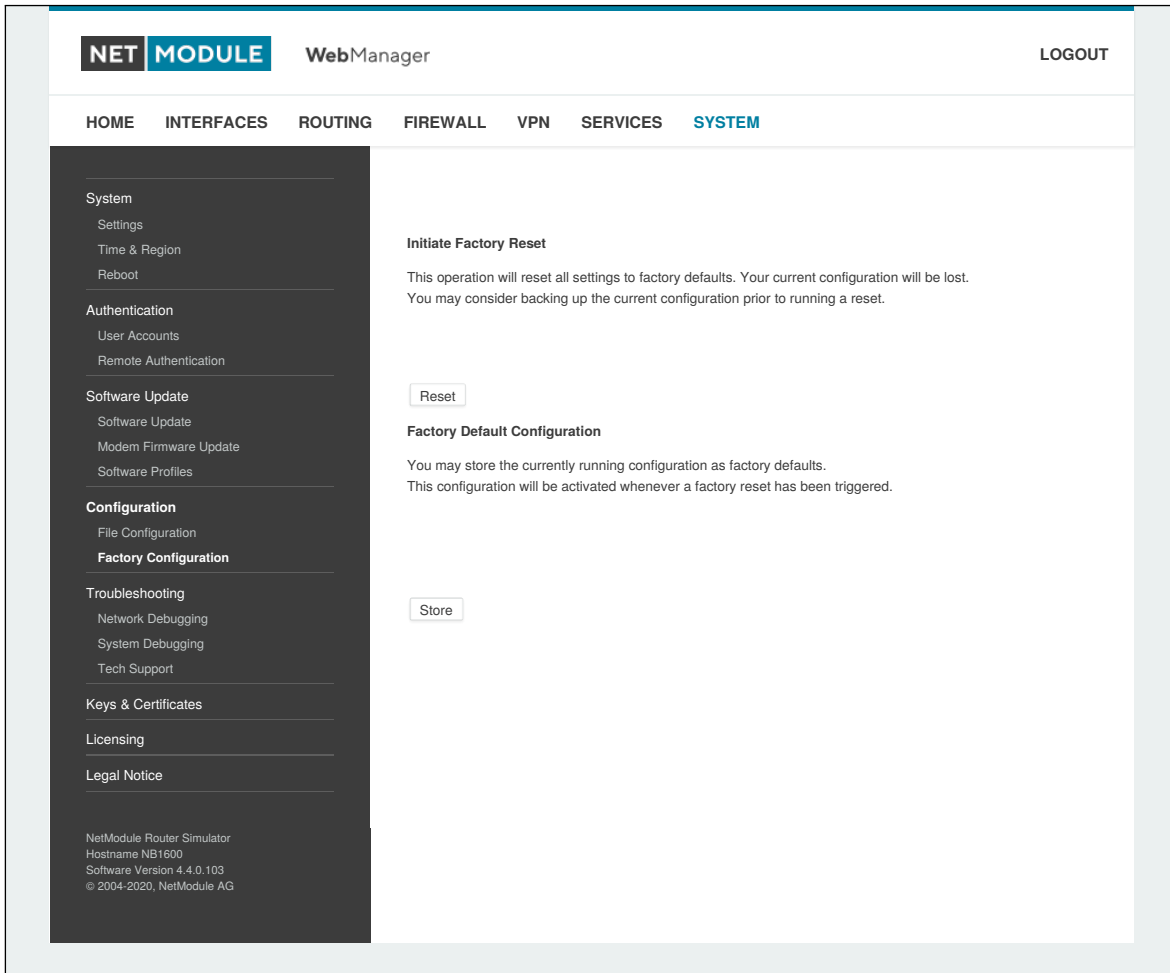 NET MODULE WebManager LOGOUT
HOME INTERFACES ROUTING FIREWALL VPN SERVICES SYSTEM
System
Settings
Time & Region
Reboot
Authentication
User Accounts
Remote Authentication
Software Update
Software Update
Modem Firmware Update
Software Profiles
Configuration
File Configuration
Factory Configuration
Troubleshooting
Network Debugging
System Debugging
Tech Support
Keys & Certificates
Licensing
Legal Notice
NetModule Router Simulator
Hostname NB1600
Software Version 4.4.0.103
© 2004-2020, NetModule AG
Initiate Factory Reset
This operation will reset all settings to factory defaults. Your current configuration will be lost.
You may consider backing up the current configuration prior to running a reset.
Reset
Factory Default Configuration
You may store the currently running configuration as factory defaults.
This configuration will be activated whenever a factory reset has been triggered.
Store